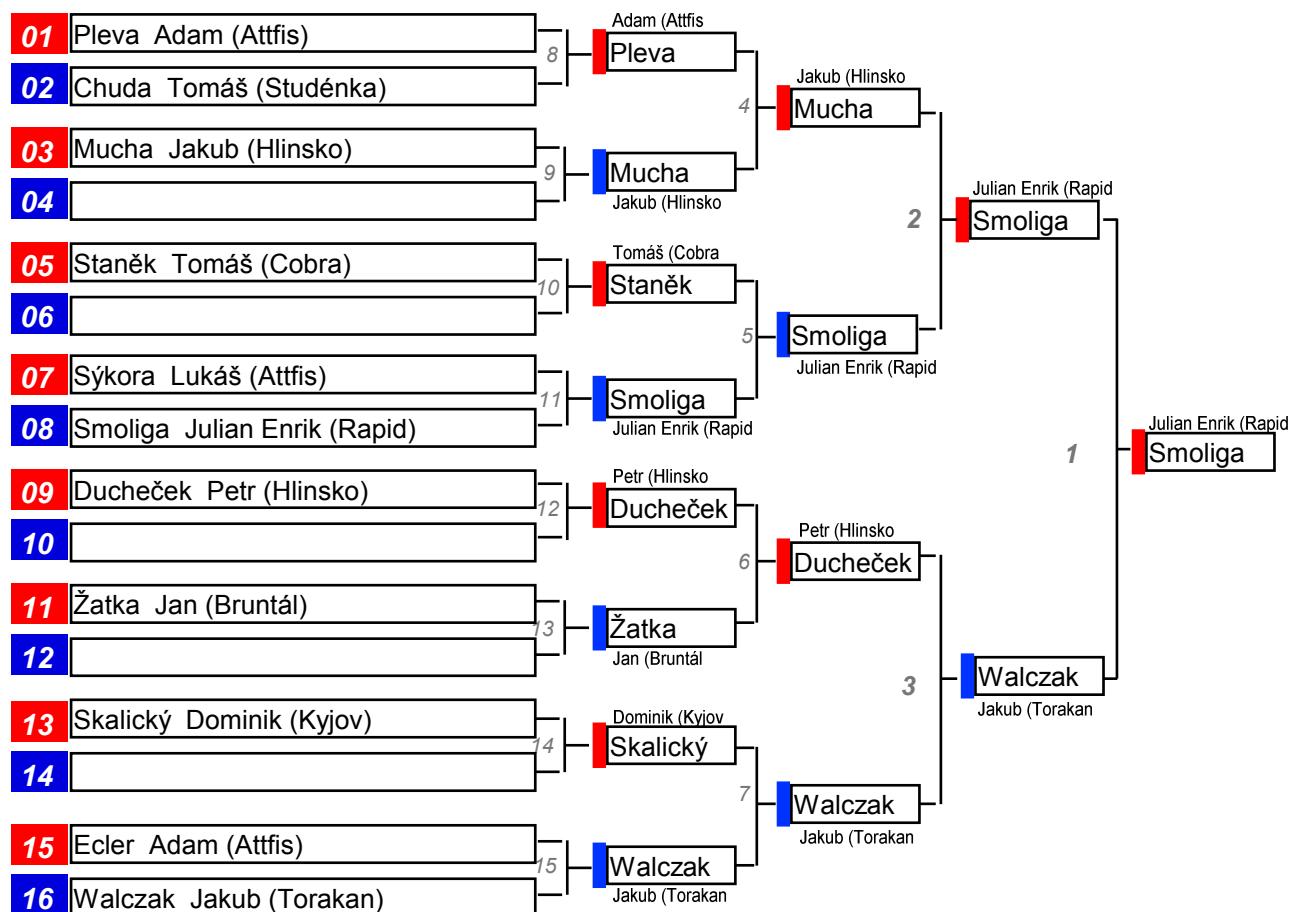 01 Pleva Adam (Attfis)
02 Chuda Tomáš (Studénka)
03 Mucha Jakub (Hlinsko)
04
05 Staněk Tomáš (Cobra)
06
07 Sýkora Lukáš (Attfis)
08 Smoliga Julian Enrik (Rapid)
09 Ducheček Petr (Hlinsko)
10
11 Žatka Jan (Bruntál)
12
13 Skalický Dominik (Kyjov)
14
15 Ecler Adam (Attfis)
16 Walczak Jakub (Torakan)
8
9
10
11
12
13
14
15
Adam (Attfis
Pleva
Mucha
Jakub (Hlinsko
Tomáš (Cobra
Staněk
Smoliga
Julian Enrik (Rapid
Petr (Hlinsko
Ducheček
Žatka
Jan (Bruntál
Dominik (Kyjov
Skalický
Walczak
Jakub (Torakan
4
5
6
7
Jakub (Hlinsko
Mucha
Smoliga
Julian Enrik (Rapid
Petr (Hlinsko
Ducheček
Walczak
Jakub (Torakan
2
3
Julian Enrik (Rapid
Smoliga
Walczak
Jakub (Torakan
1
Julian Enrik (Rapid
Smoliga